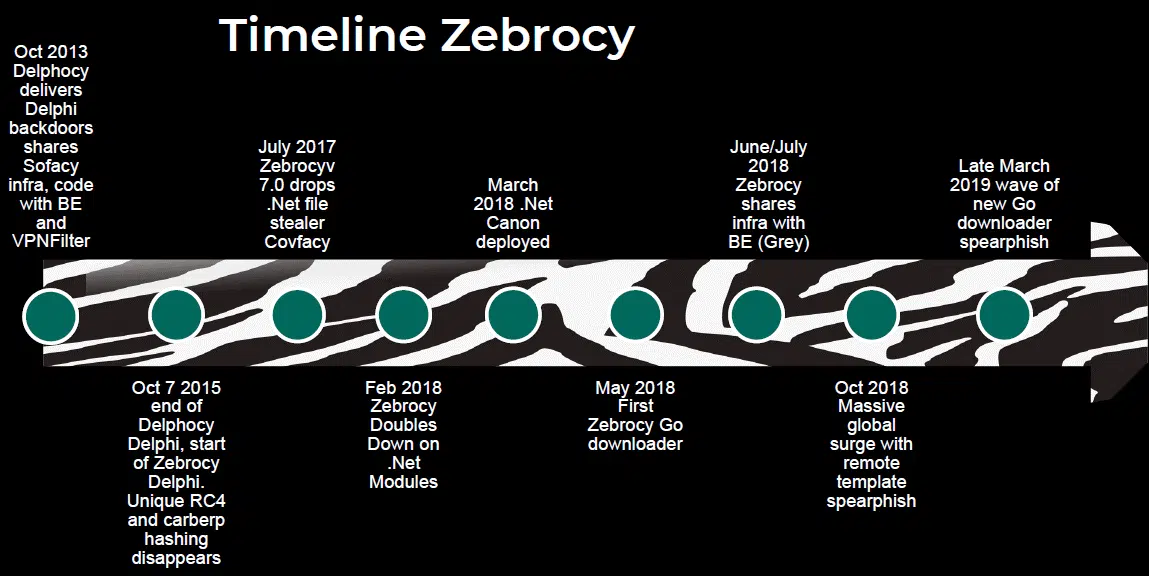 Timeline Zebrocy
Oct 2013
Delphocy
delivers
Delphi
backdoors
shares
Sofacy
infra, code
with BE
and
VPNFilter
Oct 7 2015
end of
Delphocy
Delphi, start
of Zebrocy
Delphi.
Unique RC4
and carberp
hashing
disappears
July 2017
Zebrocyv
7.0 drops
.Net file
stealer
Covfacy
Feb 2018
Zebrocy
Doubles
Down on
.Net
Modules
March
2018 .Net
Canon
deployed
May 2018
First
Zebrocy Go
downloader
June/July
2018
Zebrocy
shares
infra with
BE (Grey)
Oct 2018
Massive
global
surge with
remote
template
spearphish
Late March
2019 wave of
new Go
downloader
spearphish